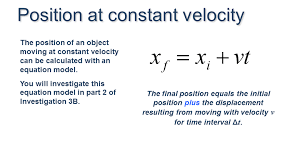 Position at constant velocity
The position of an object
moving at constant velocity
can be calculated with an
equation model.
You will investigate this
equation model in part 2 of
Investigation 3B.
x_f = x_i + vt
The final position equals the initial
position plus the displacement
resulting from moving with velocity v
for time interval Δt.